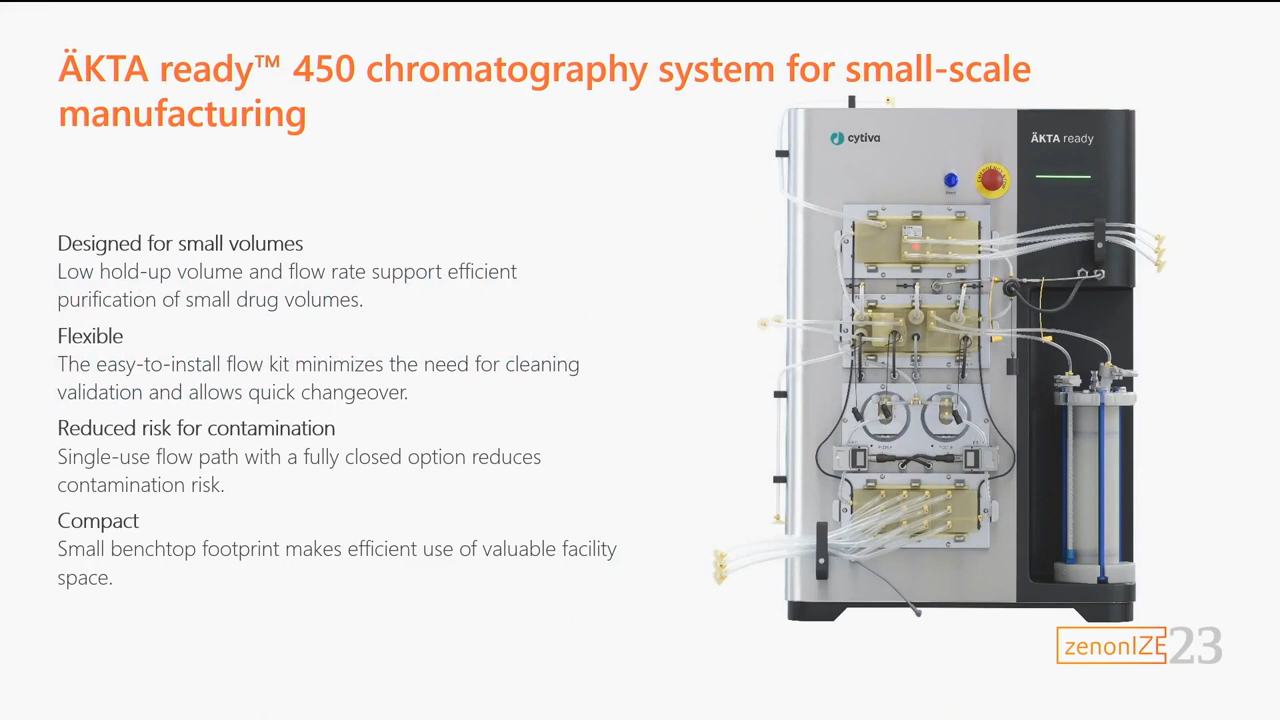 ÄKTA ready™ 450 chromatography system for small-scale
manufacturing
cytiva
ÄKTA ready
Designed for small volumes
Low hold-up volume and flow rate support efficient
purification of small drug volumes.
Flexible
The easy-to-install flow kit minimizes the need for cleaning
validation and allows quick changeover.
Reduced risk for contamination
Single-use flow path with a fully closed option reduces
contamination risk.
Compact
Small benchtop footprint makes efficient use of valuable facility
space.
zenonIZE23